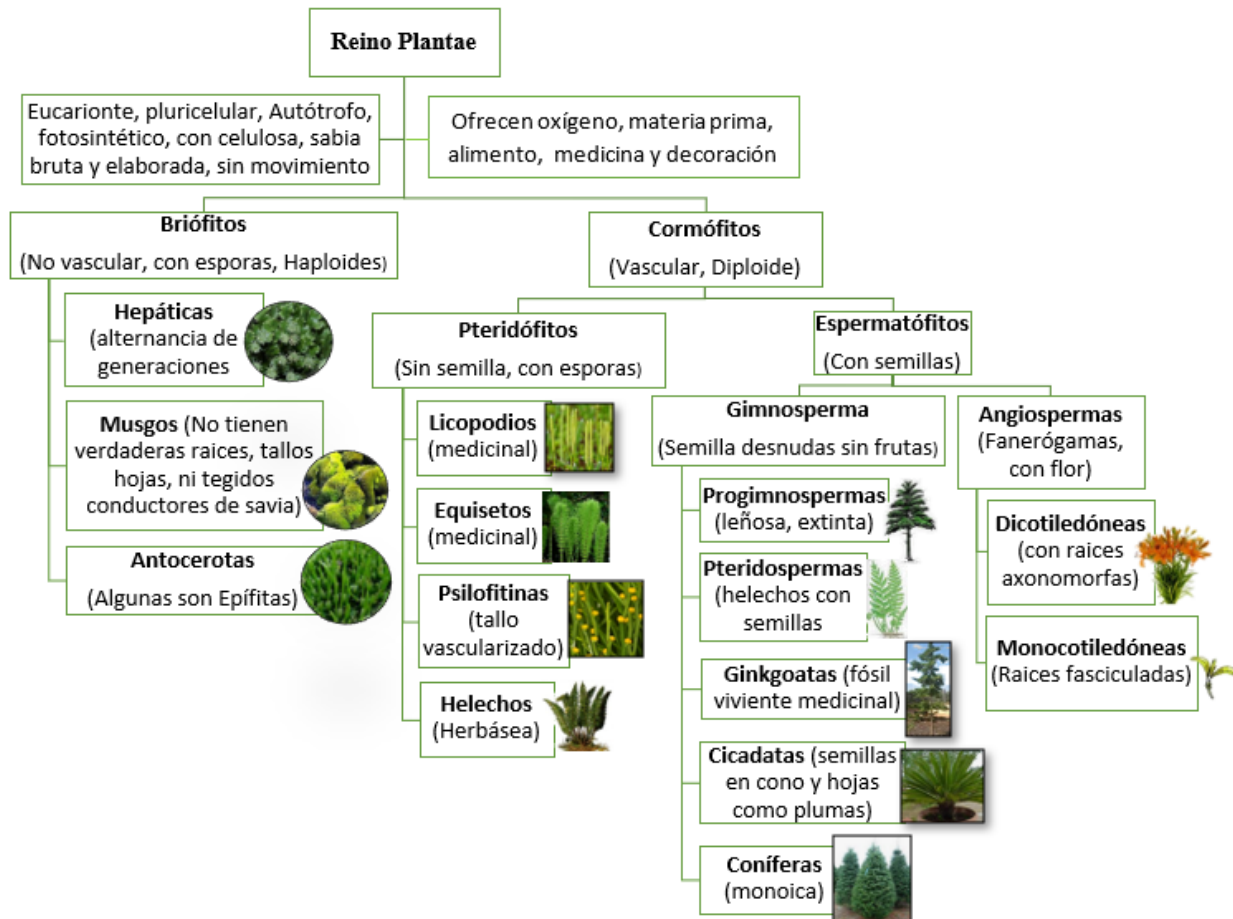 Reino Plantae
Eucarionte, pluricelular, Autótrofo,
fotosintético, con celulosa, sabia
bruta y elaborada, sin movimiento
Ofrecen oxígeno, materia prima,
alimento, medicina y decoración
Briófitos
(No vascular, con esporas, Haploides)
Cormófitos
(Vascular, Diploide)
Hepáticas
(alternancia de
generaciones
Musgos (No tienen
verdaderas raices, tallos
hojas, ni tegidos
conductores de savia)
Antocerotas
(Algunas son Epífitas)
Pteridófitos
(Sin semilla, con esporas)
Licopodios
(medicinal)
Equisetos
(medicinal)
Psilofitinas
(tallo
vascularizado)
Helechos
(Herbásea)
Espermatófitos
(Con semillas)
Gimnosperma
(Semilla desnudas sin frutas)
Progimnospermas
(leñosa, extinta)
Pteridospermas
(helechos con
semillas
Ginkgoatas (fósil
viviente medicinal)
Cicadatas (semillas
en cono y hojas
como plumas)
Coníferas
(monoica)
Angiospermas
(Fanerógamas,
con flor)
Dicotiledóneas
(con raices
axonomorfas)
Monocotiledóneas
(Raices fasciculadas)